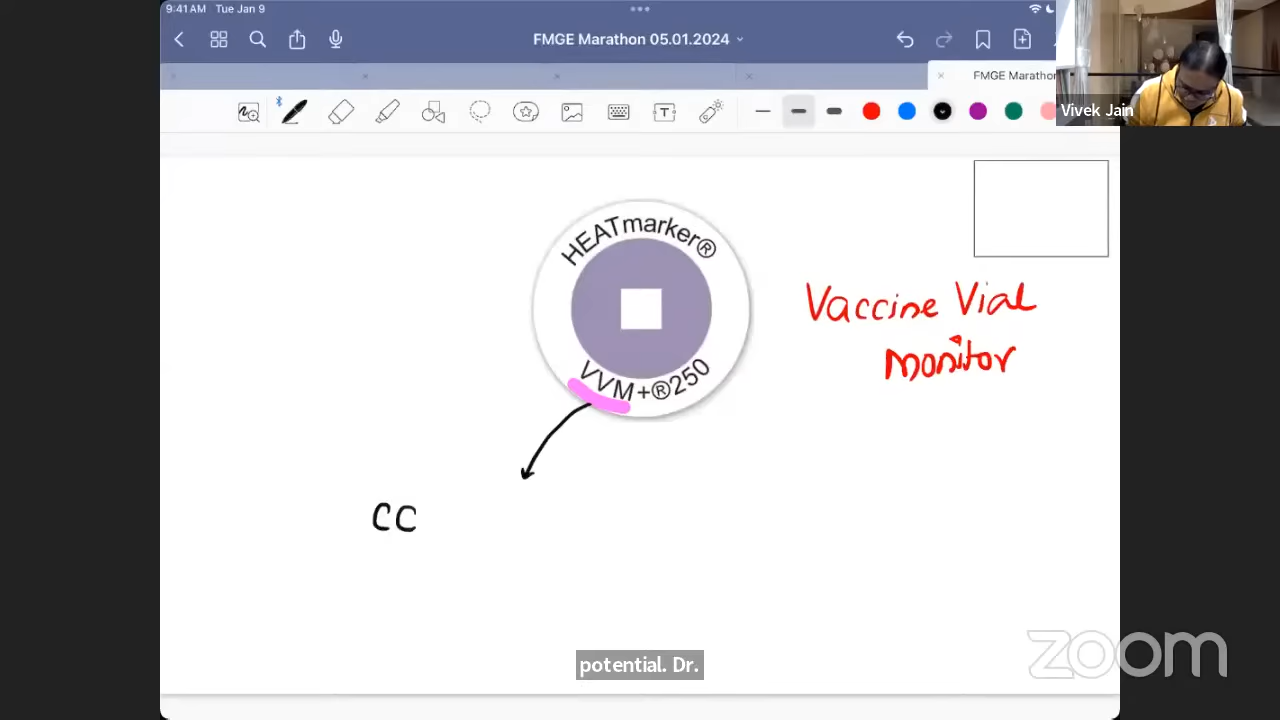 9:41 AM Tue Jan 9
FMGE Marathon 05.01.2024
FMGE Marathon
Vivek Jain
HEATmarker®
VVM+®250
Vaccine Vial
Monitor
CC
potential. Dr.
zoom